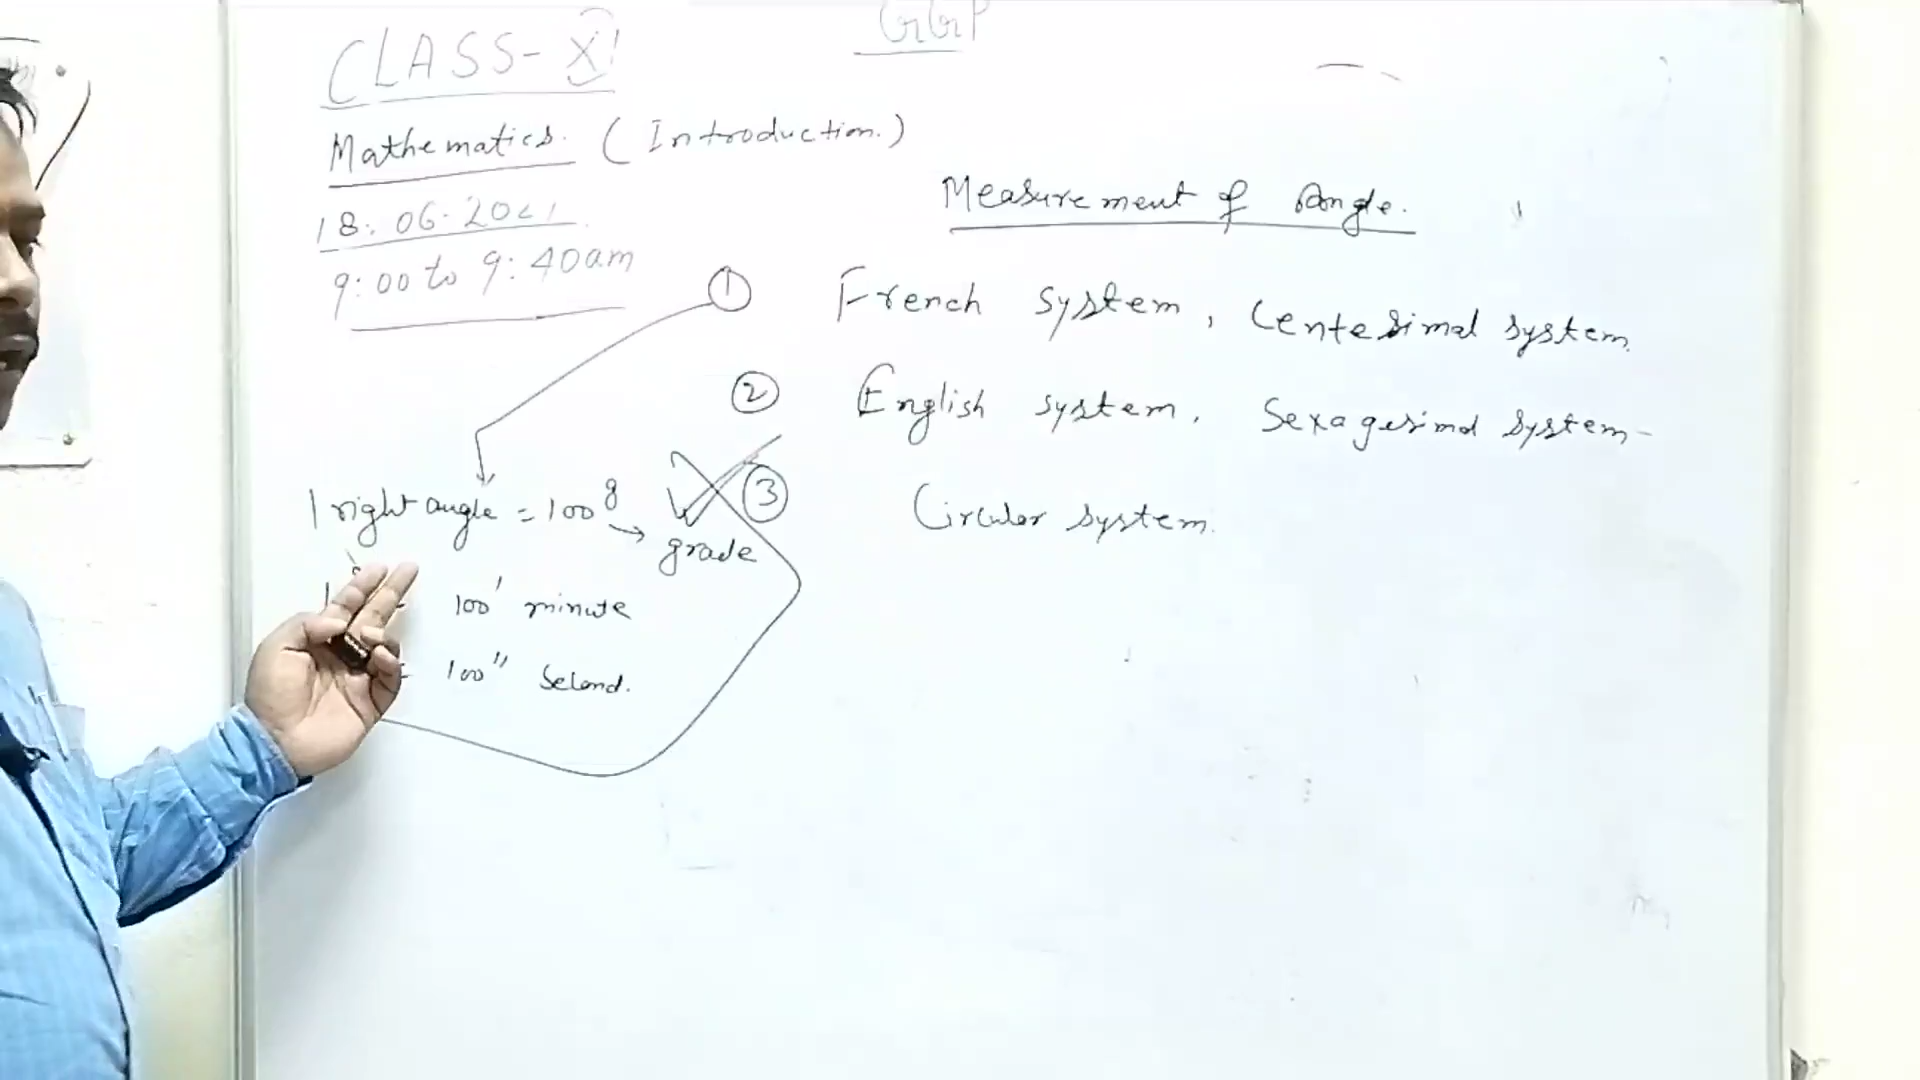 GGP
CLASS - XI
Mathematics. (Introduction.)
18.06.2021
9:00 to 9:40am
Measurement of Angle.
① French system, Centesimal system.
② English system, Sexagesimal system-
③ Circular system.
1 right angle = 100g → grade
100' minute
= 100" Second.